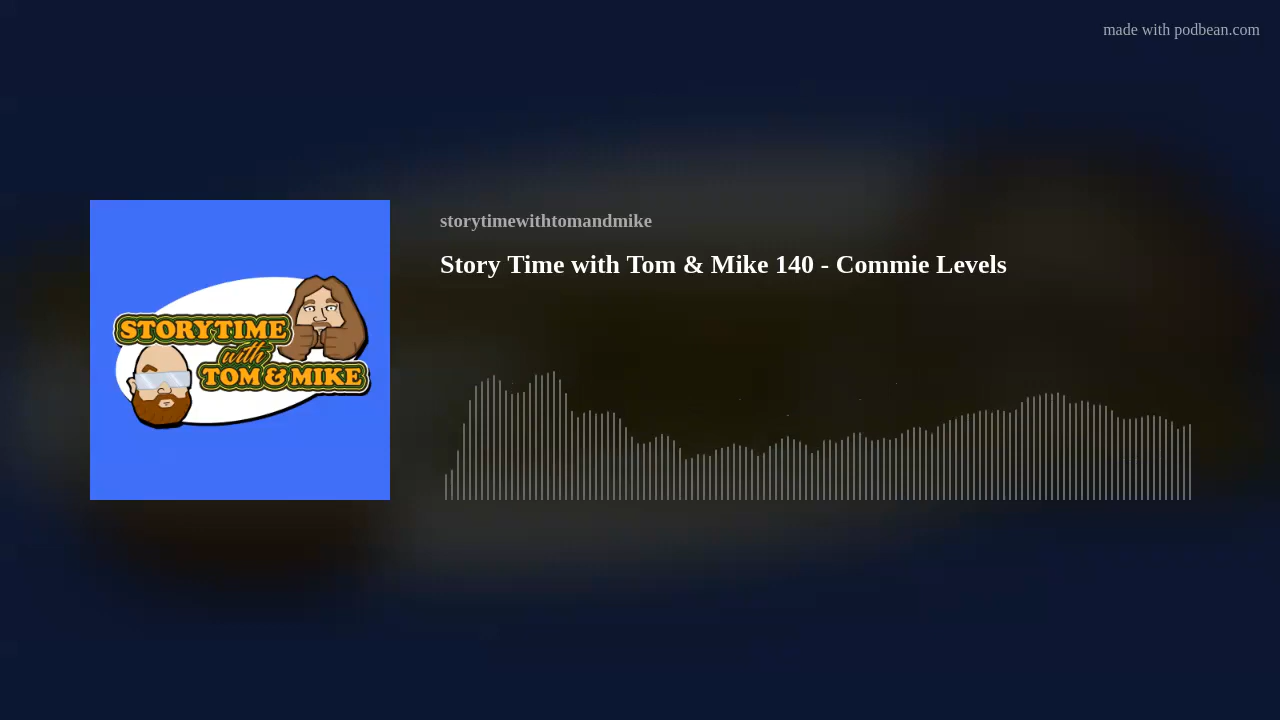 made with podbean.com
storytimewithtomandmike
Story Time with Tom & Mike 140 - Commie Levels
STORYTIME
with
TOM & MIKE